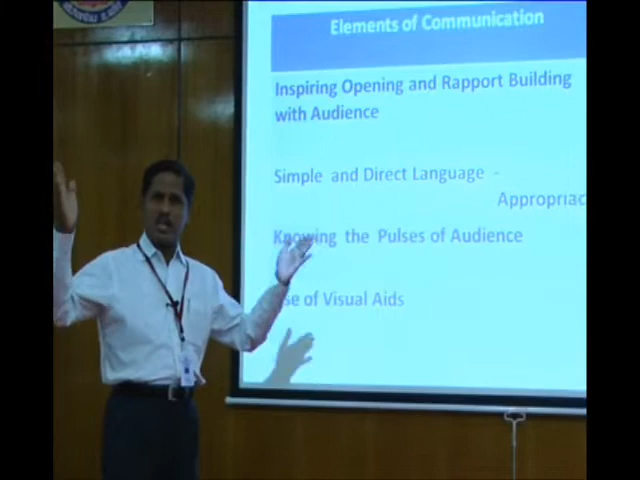 Elements of Communication
Inspiring Opening and Rapport Building
with Audience
Simple and Direct Language -
Knowing the Pulses of Audience
of Visual Aids